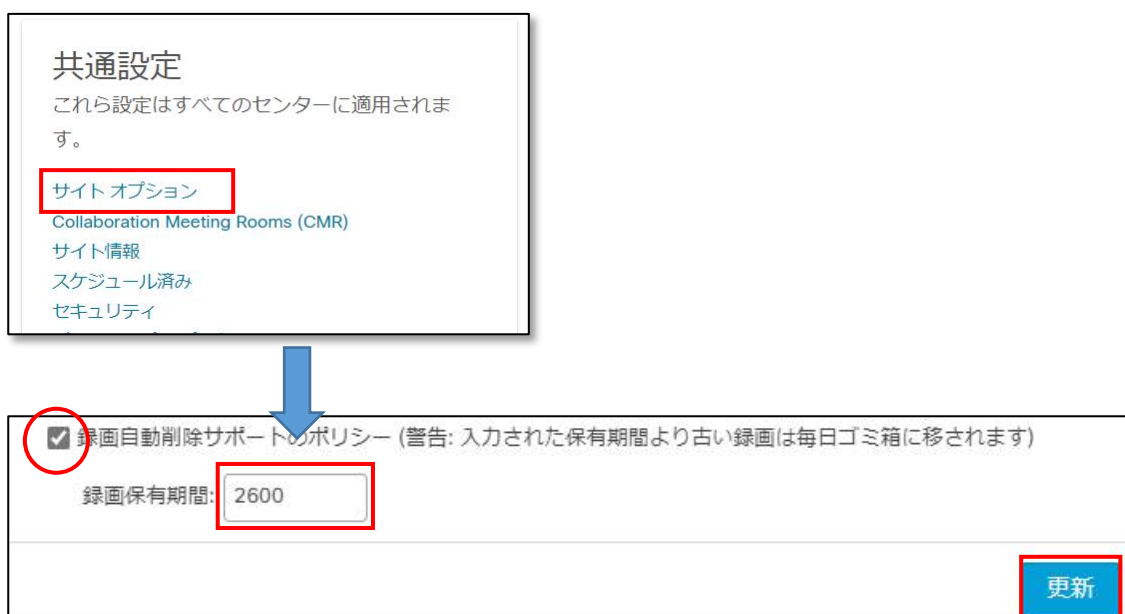 共通設定
これら設定はすべてのセンターに適用されま
す。
サイト オプション
Collaboration Meeting Rooms (CMR)
サイト情報
スケジュール済み
セキュリティ
録画自動削除サポートのポリシー (警告: 入力された保有期間より古い録画は毎日ゴミ箱に移されます)
録画保有期間: 2600
更新